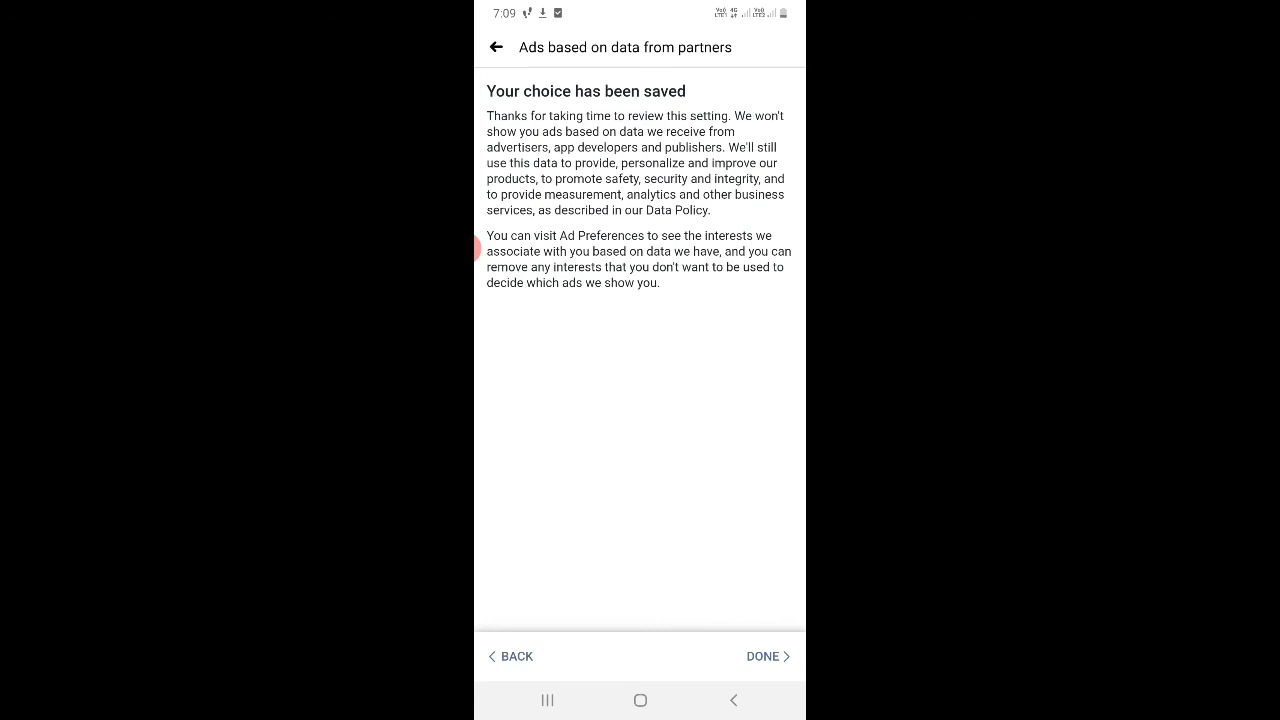 7:09 Vo)) LTE1 4G Vo)) LTE2
Ads based on data from partners
Your choice has been saved
Thanks for taking time to review this setting. We won't
show you ads based on data we receive from
advertisers, app developers and publishers. We'll still
use this data to provide, personalize and improve our
products, to promote safety, security and integrity, and
to provide measurement, analytics and other business
services, as described in our Data Policy.
You can visit Ad Preferences to see the interests we
associate with you based on data we have, and you can
remove any interests that you don't want to be used to
decide which ads we show you.
BACK DONE